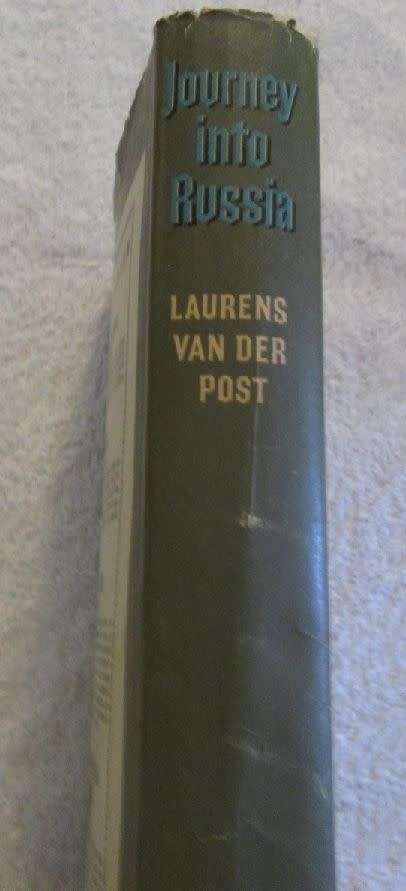 Journey
into
Russia
LAURENS
VAN DER
POST